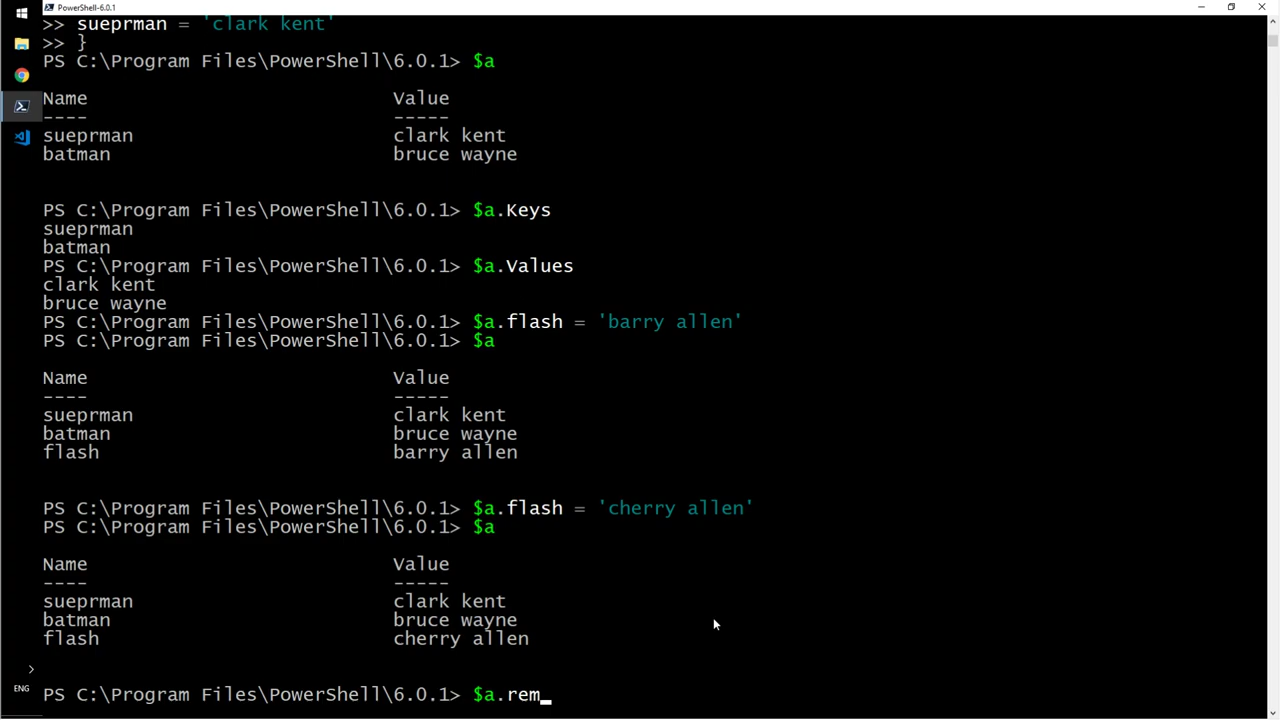 PowerShell-6.0.1
>> sueprman = 'clark kent'
>> }
PS C:\Program Files\PowerShell\6.0.1> $a
Name Value
---- -----
sueprman clark kent
batman bruce wayne
PS C:\Program Files\PowerShell\6.0.1> $a.Keys
sueprman
batman
PS C:\Program Files\PowerShell\6.0.1> $a.Values
clark kent
bruce wayne
PS C:\Program Files\PowerShell\6.0.1> $a.flash = 'barry allen'
PS C:\Program Files\PowerShell\6.0.1> $a
Name Value
---- -----
sueprman clark kent
batman bruce wayne
flash barry allen
PS C:\Program Files\PowerShell\6.0.1> $a.flash = 'cherry allen'
PS C:\Program Files\PowerShell\6.0.1> $a
Name Value
---- -----
sueprman clark kent
batman bruce wayne
flash cherry allen
ENG
PS C:\Program Files\PowerShell\6.0.1> $a.rem_